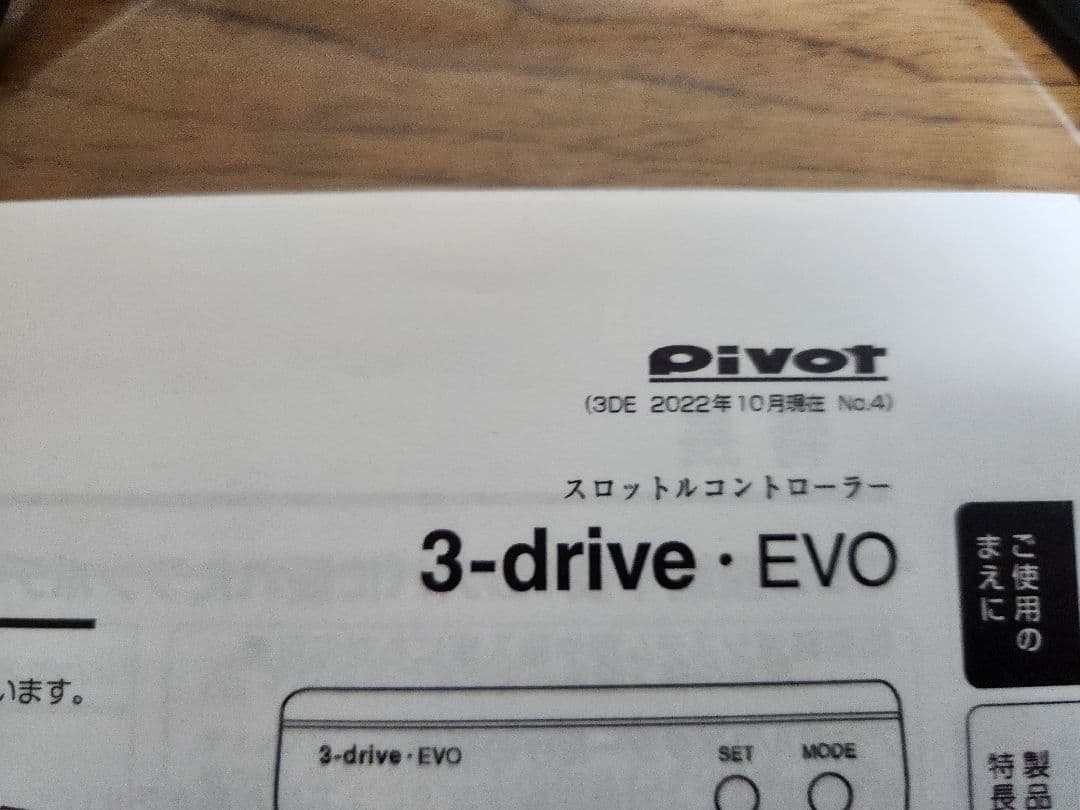 pivot
(3DE 2022年10月現在 No.4)
スロットルコントローラー
3-drive・EVO
ご使用の
まえに
います。
3-drive・EVO
SET
MODE
製品
特長